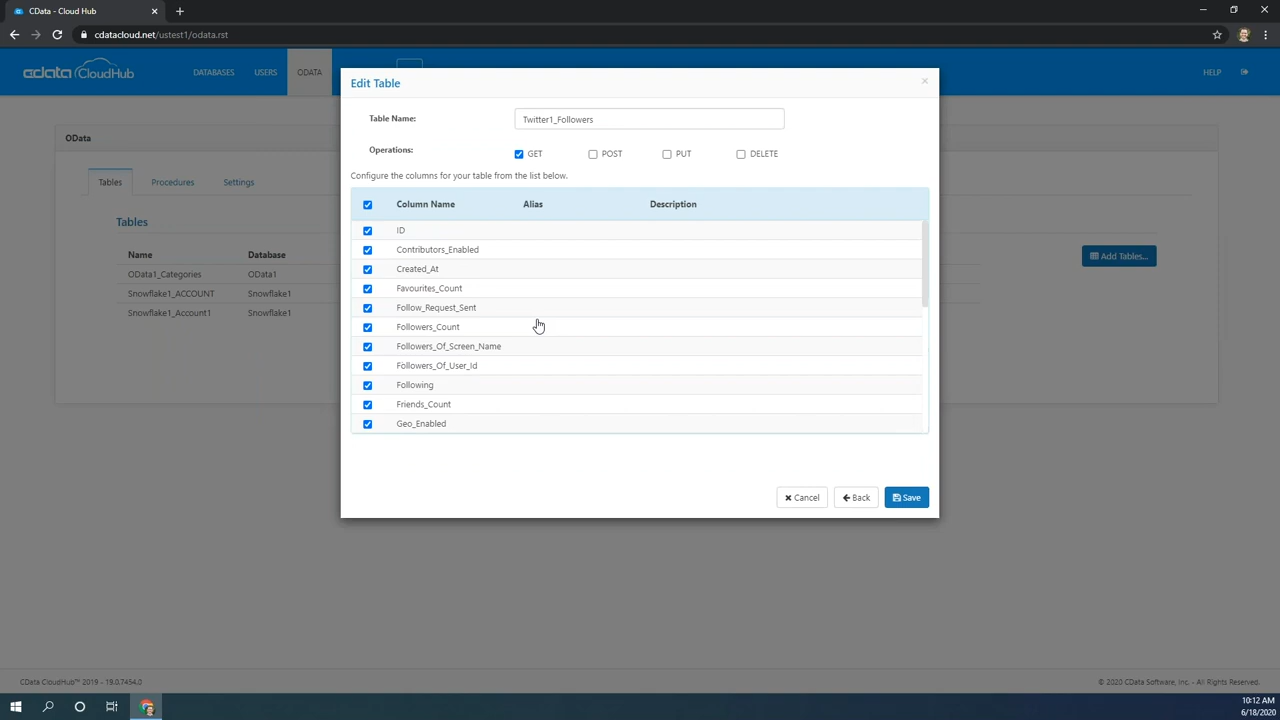 CData - Cloud Hub
cdatacloud.net/ustest1/odata.rst
cdata CloudHub
DATABASES
USERS
ODATA
HELP
Edit Table
Table Name:
Twitter1_Followers
Operations:
GET
POST
PUT
DELETE
Configure the columns for your table from the list below.
Column Name Alias Description
ID
Contributors_Enabled
Created_At
Favourites_Count
Follow_Request_Sent
Followers_Count
Followers_Of_Screen_Name
Followers_Of_User_Id
Following
Friends_Count
Geo_Enabled
Cancel
Back
Save
OData
Tables
Procedures
Settings
Tables
Name Database
OData1_Categories OData1
Snowflake1_ACCOUNT Snowflake1
Snowflake1_Account1 Snowflake1
Add Tables...
CData CloudHub™ 2019 - 19.0.7454.0
© 2020 CData Software, Inc. - All Rights Reserved.
10:12 AM
6/18/2020